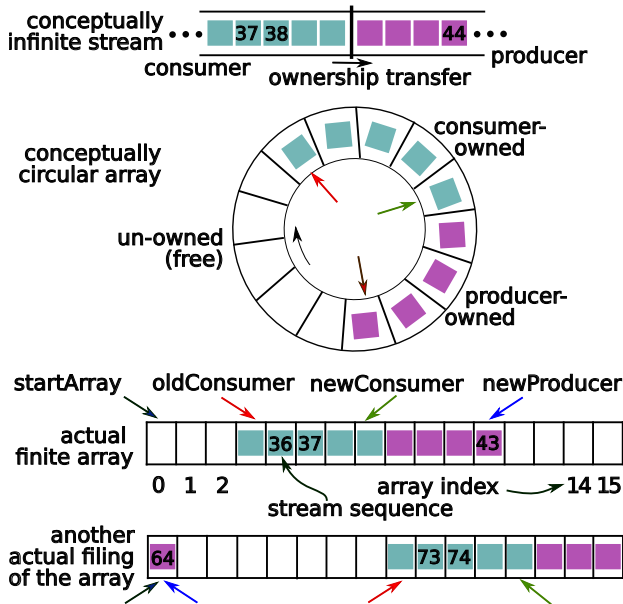 conceptually
infinite stream
37 38
44
consumer
ownership transfer
producer
conceptually
circular array
consumer-
owned
un-owned
(free)
producer-
owned
startArray oldConsumer newConsumer newProducer
actual
finite array
36 37
43
0 1 2
array index
14 15
stream sequence
another
actual filing
of the array
64
73 74